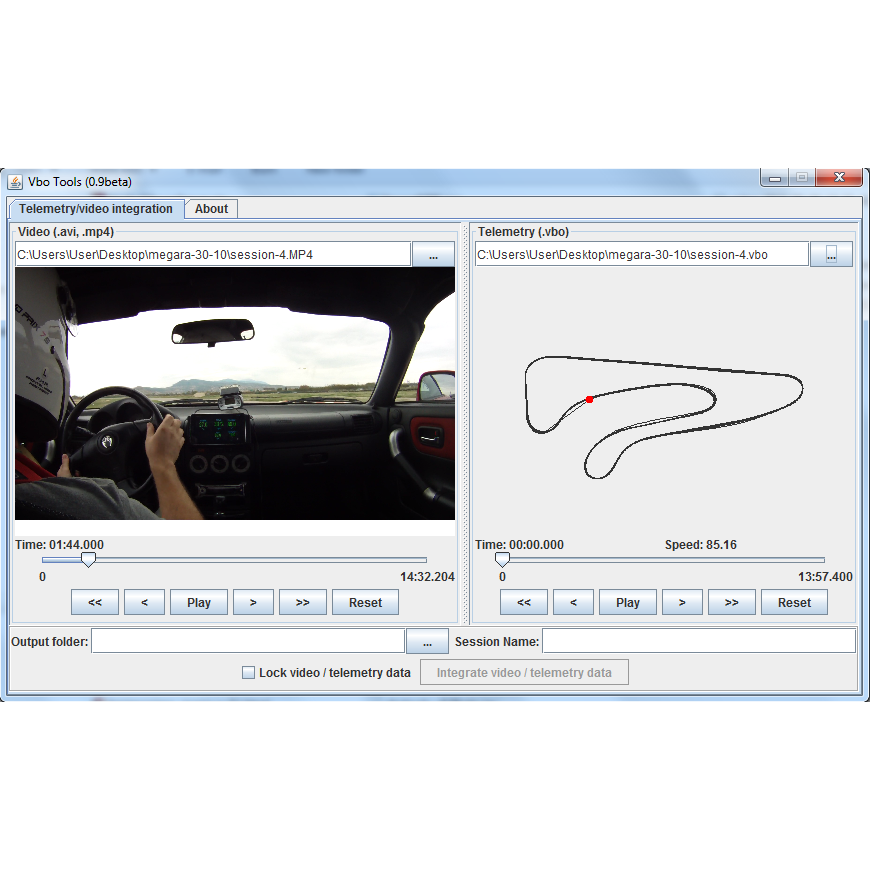 Vbo Tools (0.9beta)
Telemetry/video integration
About
Video (.avi, .mp4)
C:\Users\User\Desktop\megara-30-10\session-4.MP4
...
Time: 01:44.000
0
14:32.204
<<
<
Play
>
>>
Reset
Telemetry (.vbo)
C:\Users\User\Desktop\megara-30-10\session-4.vbo
...
Time: 00:00.000
Speed: 85.16
0
13:57.400
<<
<
Play
>
>>
Reset
Output folder:
...
Session Name:
Lock video / telemetry data
Integrate video / telemetry data